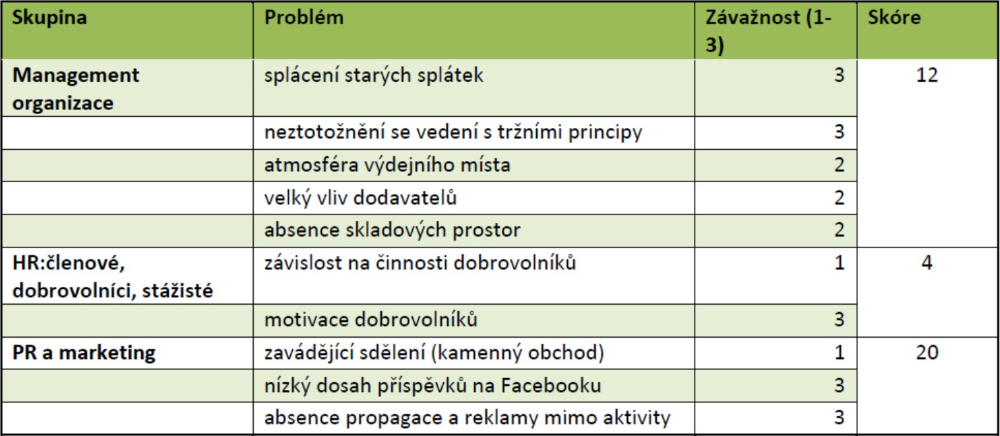 Skupina Problém Závažnost (1- Skóre
3)
Management splácení starých splátek 3 12
organizace
neztotožnění se vedení s tržními principy 3
atmosféra výdejního místa 2
velký vliv dodavatelů 2
absence skladových prostor 2
HR:členové, závislost na činnosti dobrovolníků 1 4
dobrovolníci, stážisté
motivace dobrovolníků 3
PR a marketing zavádějící sdělení (kamenný obchod) 1 20
nízký dosah příspěvků na Facebooku 3
absence propagace a reklamy mimo aktivity 3